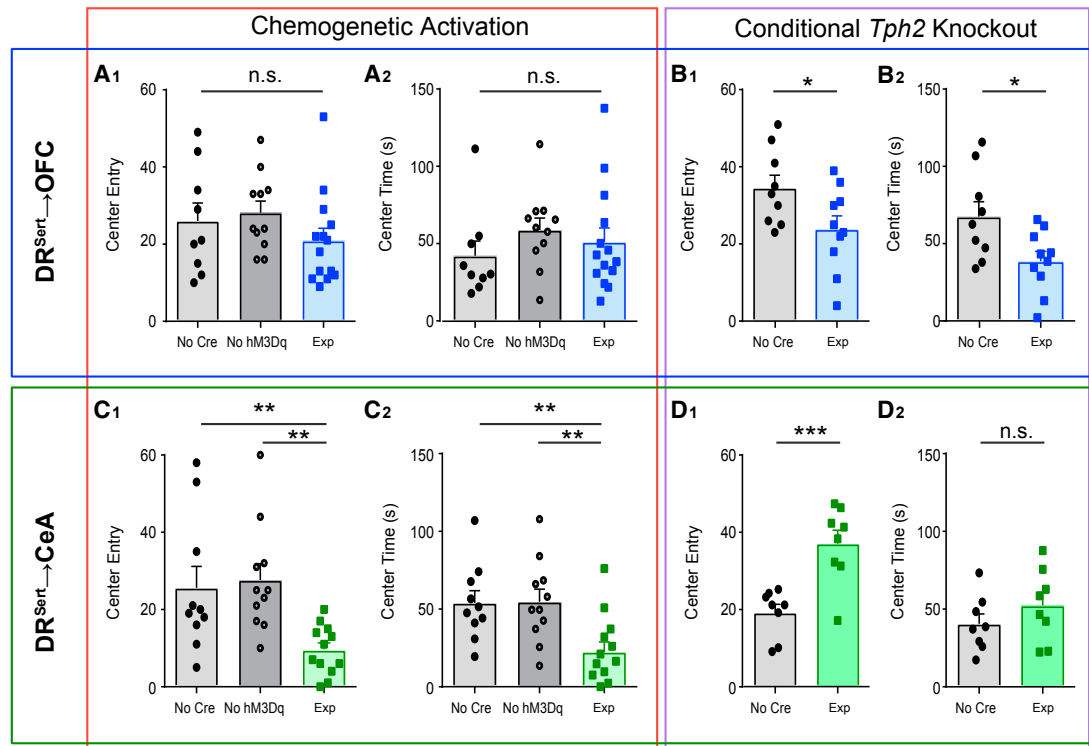 Chemogenetic Activation
Conditional Tph2 Knockout
DRSert→OFC
A1
n.s.
Center Entry
60
40
20
0
No Cre No hM3Dq Exp
A2
n.s.
Center Time (s)
150
100
50
0
No Cre No hM3Dq Exp
B1
*
Center Entry
60
40
20
0
No Cre Exp
B2
*
Center Time (s)
150
100
50
0
No Cre Exp
DRSert→CeA
C1
**
**
Center Entry
60
40
20
0
No Cre No hM3Dq Exp
C2
**
**
Center Time (s)
150
100
50
0
No Cre No hM3Dq Exp
D1
***
Center Entry
60
40
20
0
No Cre Exp
D2
n.s.
Center Time (s)
150
100
50
0
No Cre Exp